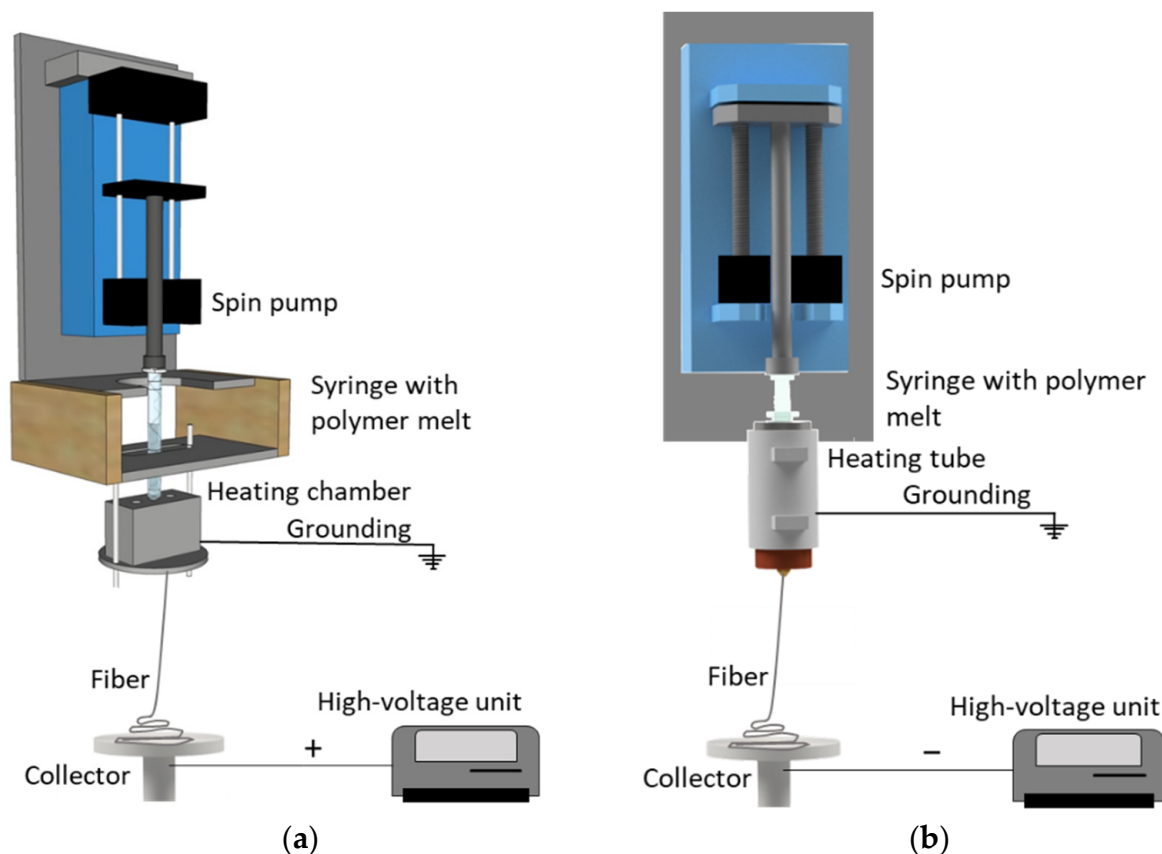 Spin pump
Syringe with
polymer melt
Heating chamber
Grounding
Fiber
High-voltage unit
+
Collector
(a)
Spin pump
Syringe with polymer
melt
Heating tube
Grounding
Fiber
High-voltage unit
−
Collector
(b)